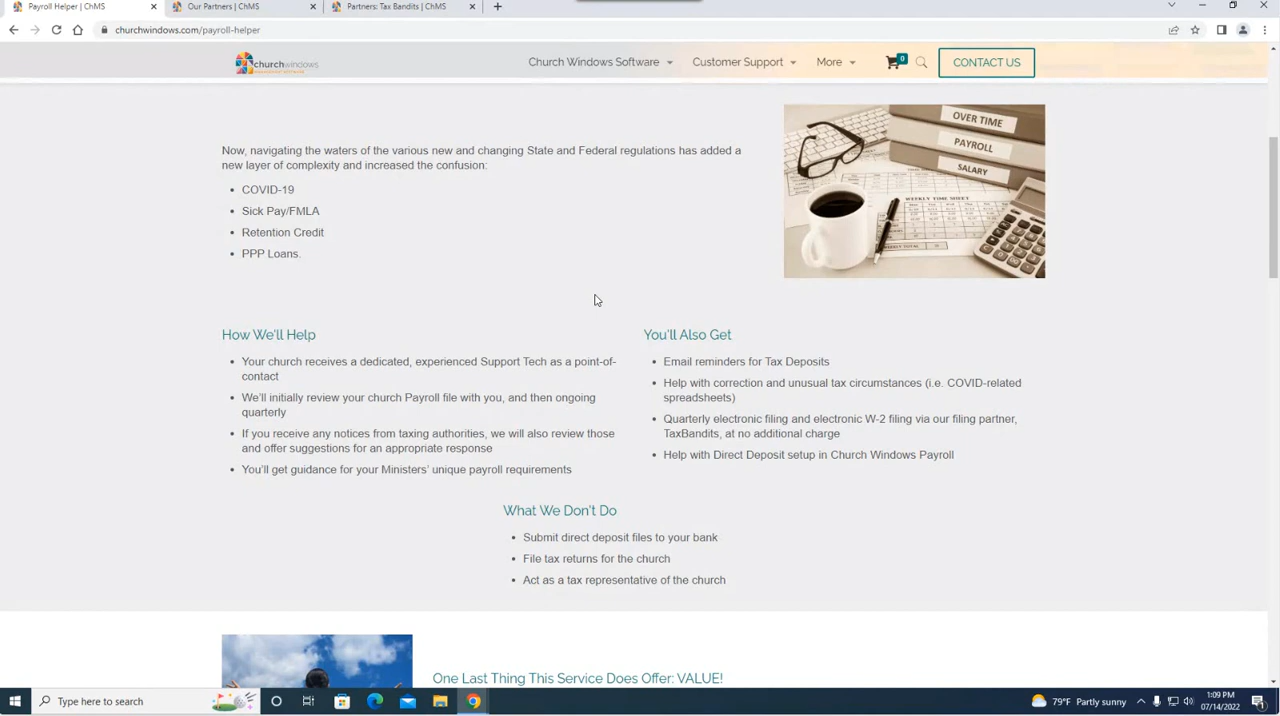 Payroll Helper | ChMS
Our Partners | ChMS
Partners: Tax Bandits | ChMS
churchwindows.com/payroll-helper
churchwindows
Church Windows Software
Customer Support
More
0
CONTACT US
Now, navigating the waters of the various new and changing State and Federal regulations has added a
new layer of complexity and increased the confusion:
• COVID-19
• Sick Pay/FMLA
• Retention Credit
• PPP Loans.
OVER TIME
PAYROLL
SALARY
WEEKLY TIME SHEET
How We'll Help
• Your church receives a dedicated, experienced Support Tech as a point-of-
contact
• We'll initially review your church Payroll file with you, and then ongoing
quarterly
• If you receive any notices from taxing authorities, we will also review those
and offer suggestions for an appropriate response
• You'll get guidance for your Ministers' unique payroll requirements
You'll Also Get
• Email reminders for Tax Deposits
• Help with correction and unusual tax circumstances (i.e. COVID-related
spreadsheets)
• Quarterly electronic filing and electronic W-2 filing via our filing partner,
TaxBandits, at no additional charge
• Help with Direct Deposit setup in Church Windows Payroll
What We Don't Do
• Submit direct deposit files to your bank
• File tax returns for the church
• Act as a tax representative of the church
One Last Thing This Service Does Offer: VALUE!
Type here to search
79°F Partly sunny
1:09 PM
07/14/2022
1